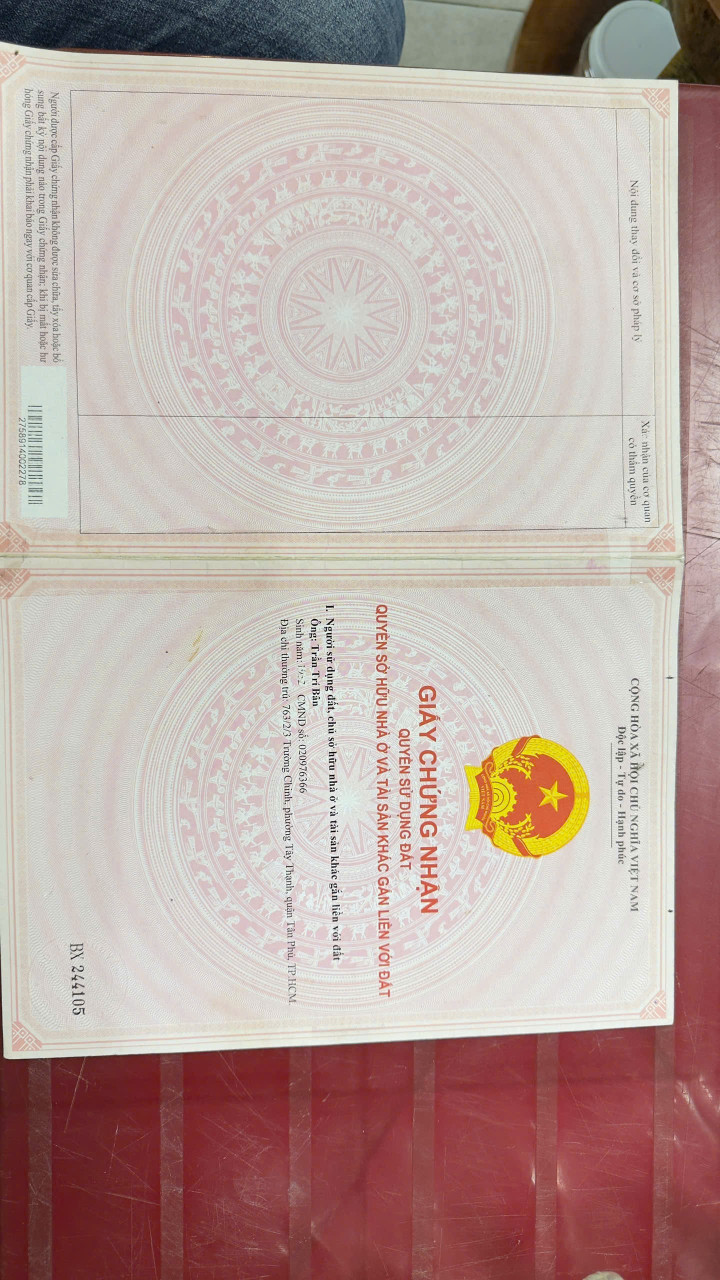 Nội dung thay đổi và cơ sở pháp lý
Xác nhận của cơ quan
có thẩm quyền
Người được cấp Giấy chứng nhận không được sửa chữa, tẩy xóa hoặc bổ
sung bất kỳ nội dung nào trong Giấy chứng nhận; khi bị mất hoặc hư
hỏng Giấy chứng nhận phải khai báo ngay với cơ quan cấp Giấy.
2758914002278
CỘNG HÒA XÃ HỘI CHỦ NGHĨA VIỆT NAM
Độc lập - Tự do - Hạnh phúc
GIẤY CHỨNG NHẬN
QUYỀN SỬ DỤNG ĐẤT
QUYỀN SỞ HỮU NHÀ Ở VÀ TÀI SẢN KHÁC GẮN LIỀN VỚI ĐẤT
I. Người sử dụng đất, chủ sở hữu nhà ở và tài sản khác gắn liền với đất
Ông: Trần Trí Bân
Sinh năm: CMND số: 020976366
Địa chỉ thường trú: 763/2/3 Trường Chinh, phường Tây Thạnh, quận Tân Phú, TP.HCM
BX 244105